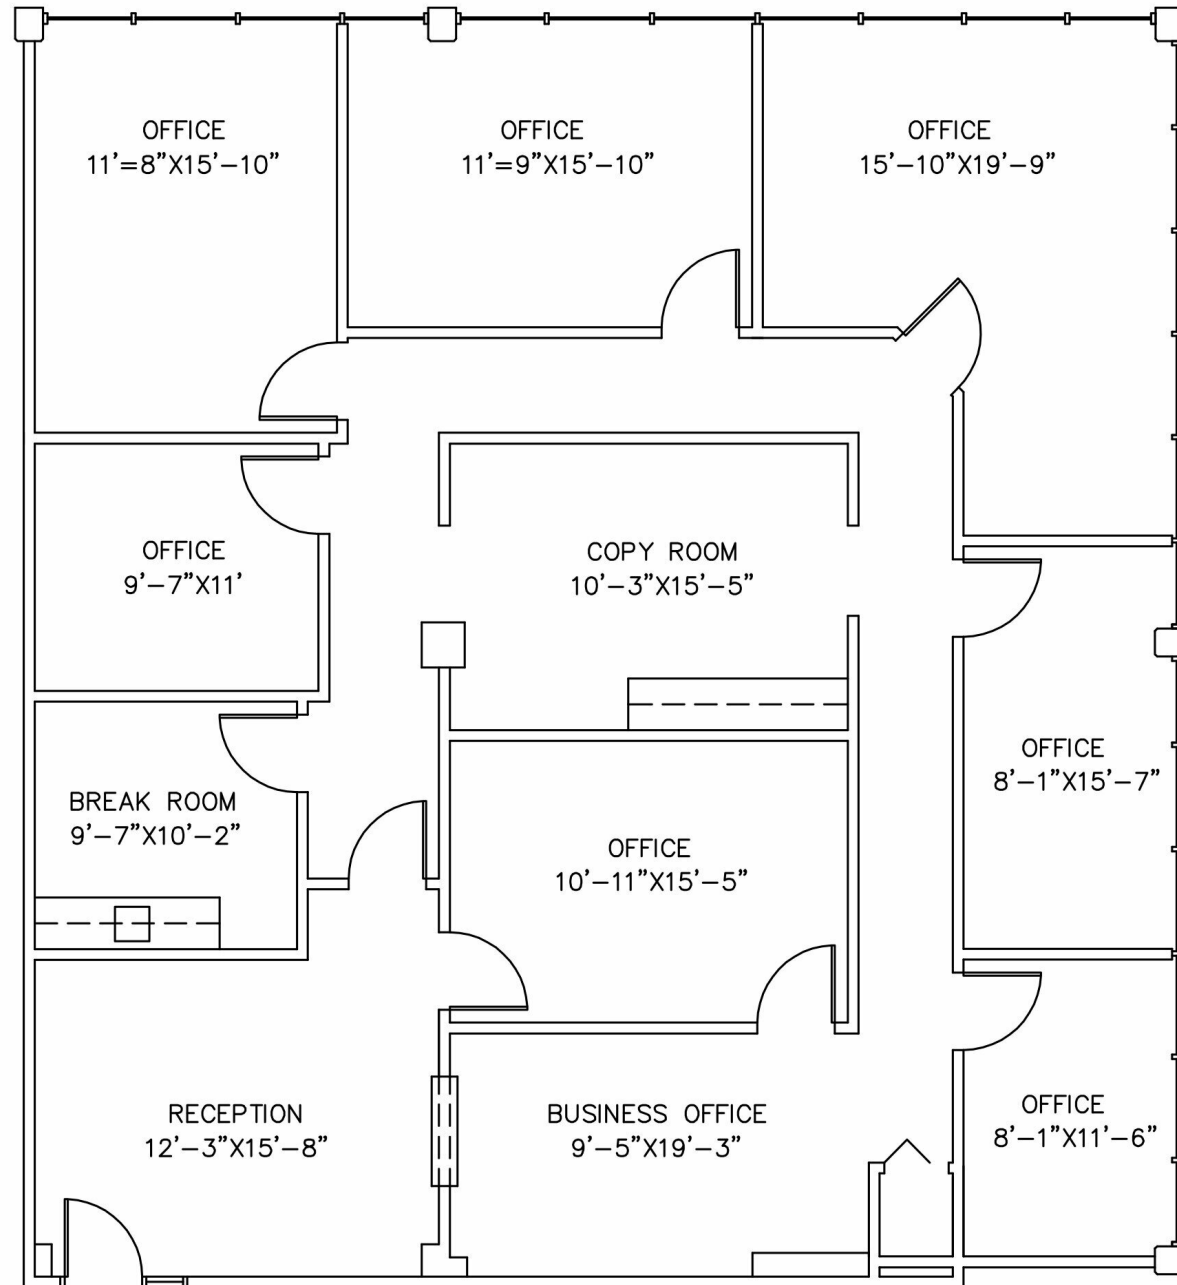 OFFICE
11'=8"X15'-10"
OFFICE
11'=9"X15'-10"
OFFICE
15'-10"X19'-9"
OFFICE
9'-7"X11'
COPY ROOM
10'-3"X15'-5"
OFFICE
8'-1"X15'-7"
BREAK ROOM
9'-7"X10'-2"
OFFICE
10'-11"X15'-5"
RECEPTION
12'-3"X15'-8"
BUSINESS OFFICE
9'-5"X19'-3"
OFFICE
8'-1"X11'-6"